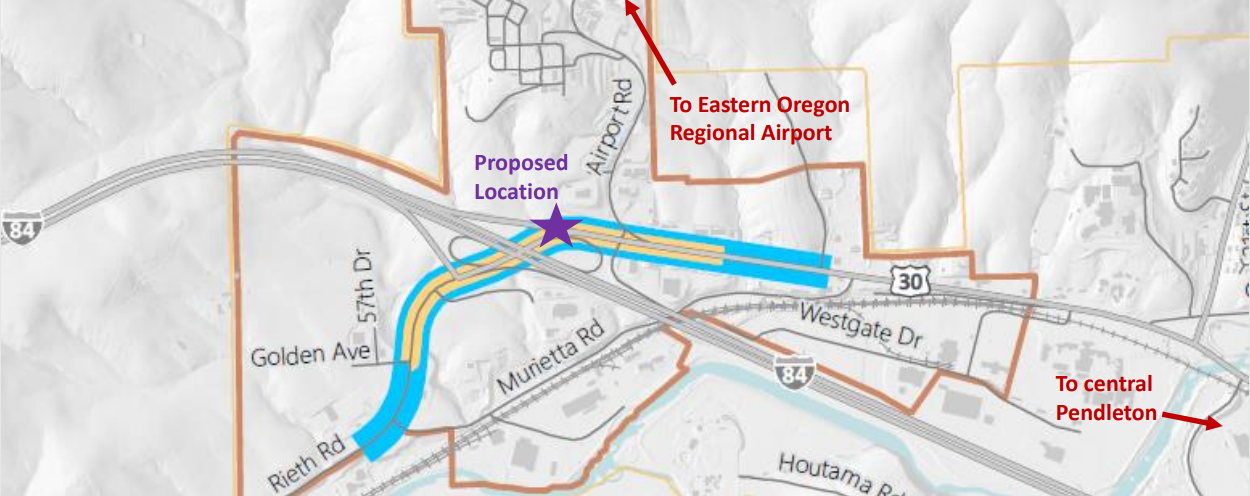 To Eastern Oregon
Regional Airport
Airport Rd
Proposed
Location
84
57th Dr
30
Golden Ave
Murietta Rd
Westgate Dr
84
To central
Pendleton
Rieth Rd
Houtama Rd